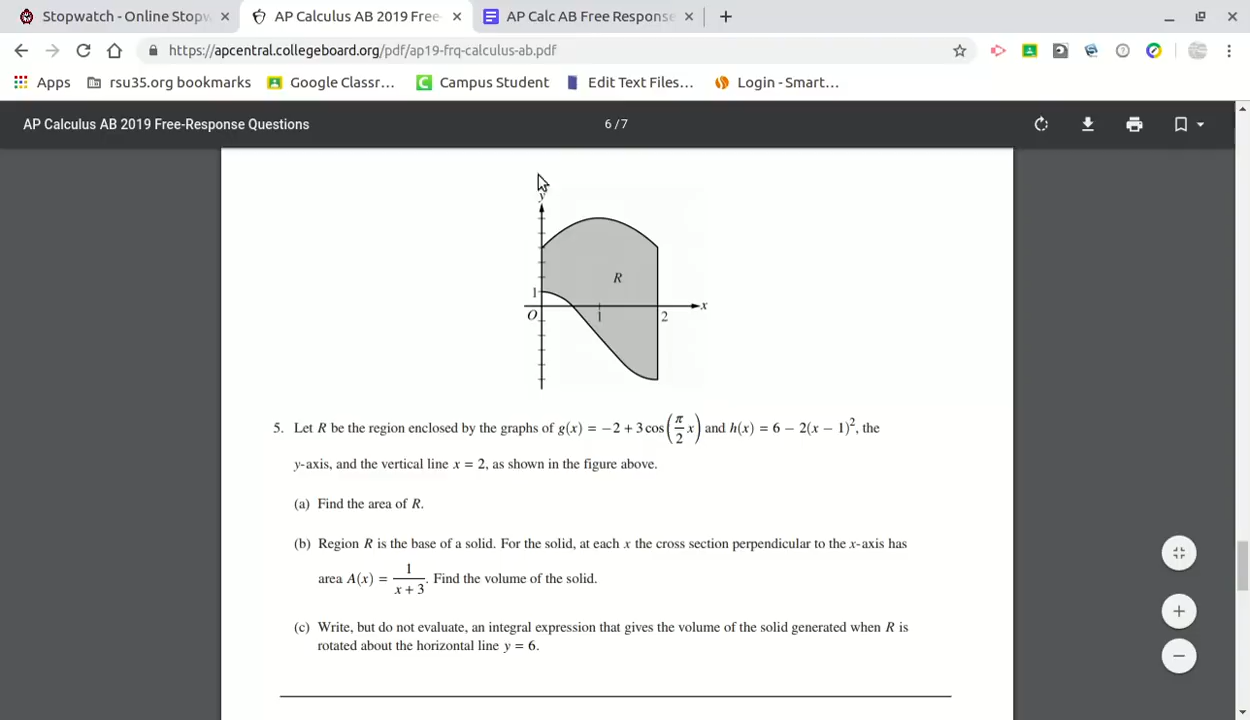 Stopwatch - Online Stopw
AP Calculus AB 2019 Free-
AP Calc AB Free Response
https://apcentral.collegeboard.org/pdf/ap19-frq-calculus-ab.pdf
Apps rsu35.org bookmarks Google Classr... Campus Student Edit Text Files... Login - Smart...
AP Calculus AB 2019 Free-Response Questions
6 / 7
y
R
1
O
1
2
x
5. Let R be the region enclosed by the graphs of g(x) = −2 + 3 cos(π/2 x) and h(x) = 6 − 2(x − 1)², the
y-axis, and the vertical line x = 2, as shown in the figure above.
(a) Find the area of R.
(b) Region R is the base of a solid. For the solid, at each x the cross section perpendicular to the x-axis has
area A(x) = 1/(x + 3). Find the volume of the solid.
(c) Write, but do not evaluate, an integral expression that gives the volume of the solid generated when R is
rotated about the horizontal line y = 6.